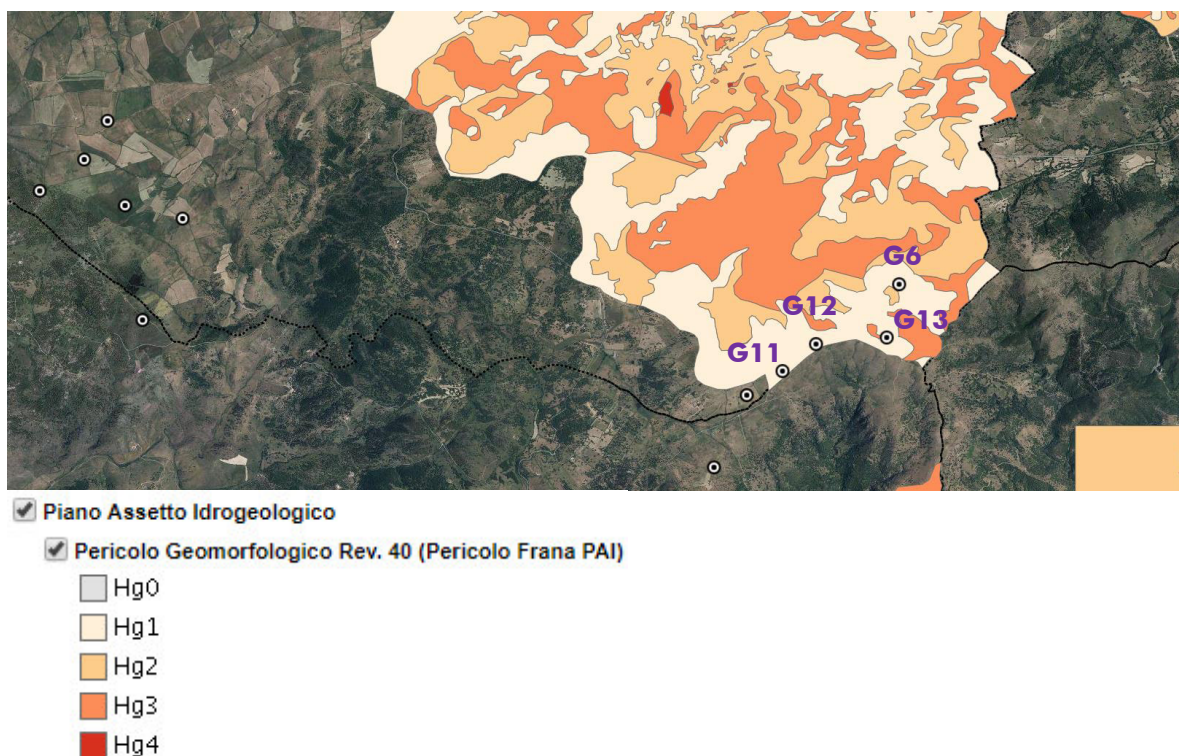 G6
G12
G13
G11
Piano Assetto Idrogeologico
Pericolo Geomorfologico Rev. 40 (Pericolo Frana PAI)
Hg0
Hg1
Hg2
Hg3
Hg4